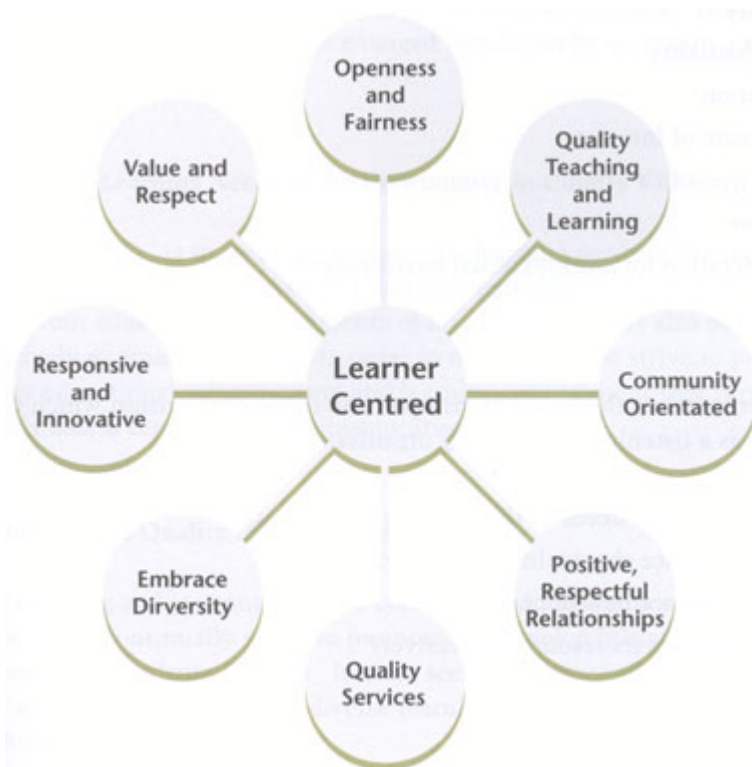 Openness
and
Fairness
Quality
Teaching
and
Learning
Community
Orientated
Positive,
Respectful
Relationships
Quality
Services
Embrace
Dirversity
Responsive
and
Innovative
Value and
Respect
Learner
Centred